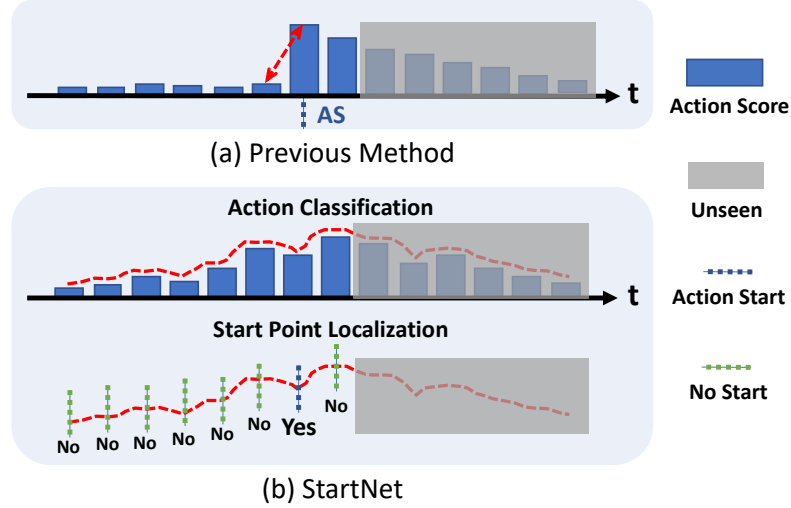 t
AS
(a) Previous Method
Action Score
Unseen
Action Start
No Start
Action Classification
t
Start Point Localization
No No No No No No Yes No
(b) StartNet